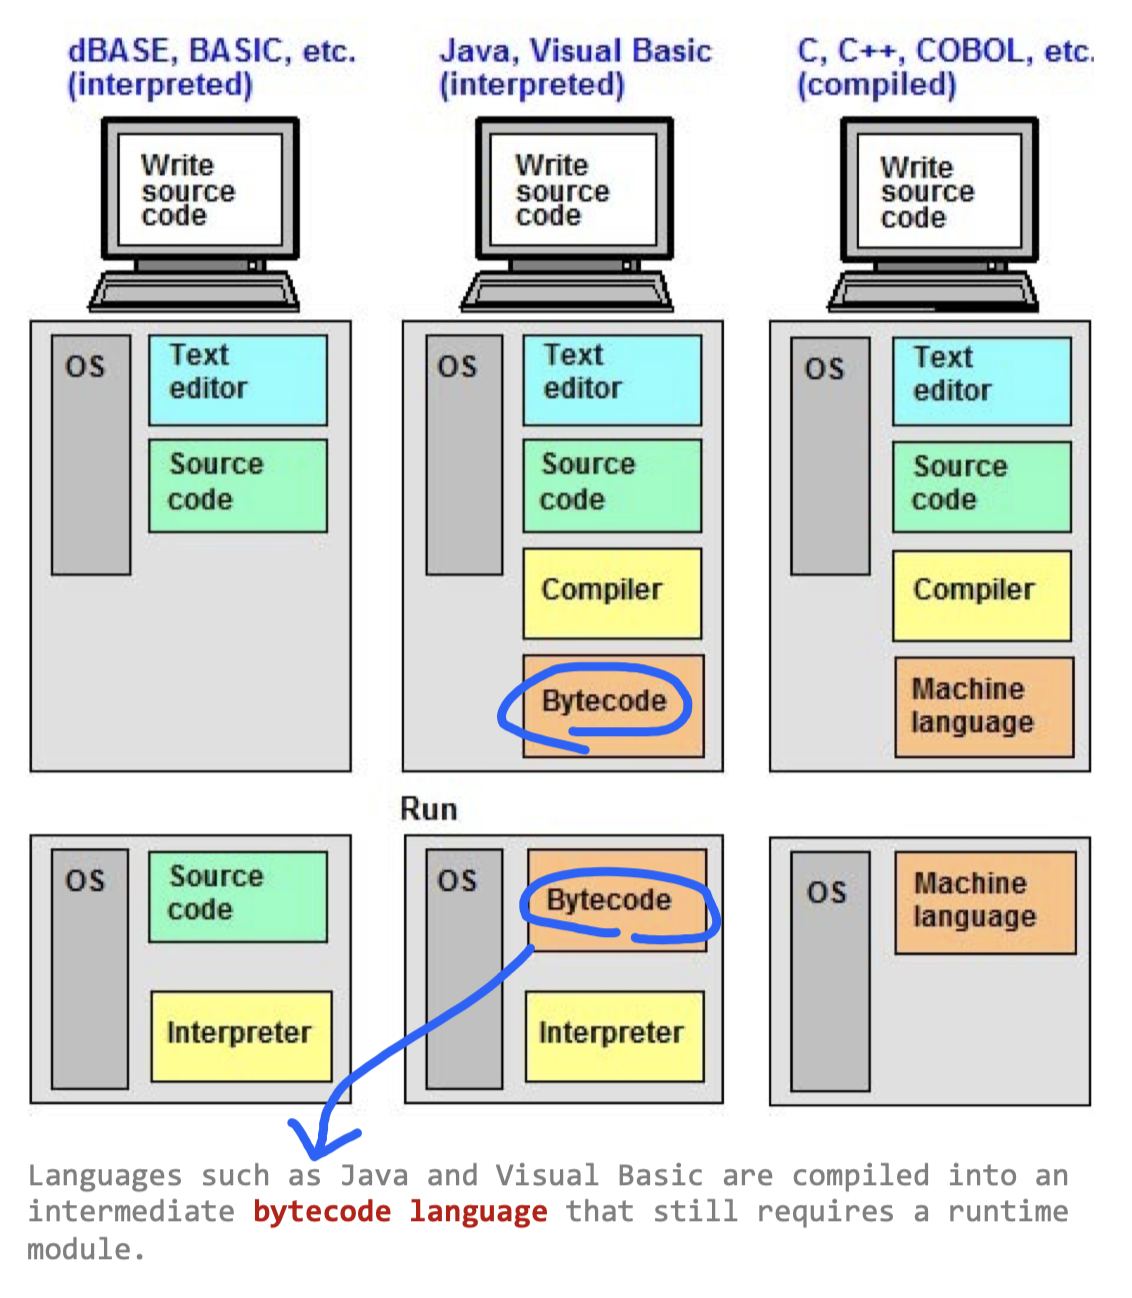 dBASE, BASIC, etc.
(interpreted)
Java, Visual Basic
(interpreted)
C, C++, COBOL, etc.
(compiled)
Write
source
code
Write
source
code
Write
source
code
OS
Text
editor
Source
code
OS
Text
editor
Source
code
Compiler
Bytecode
OS
Text
editor
Source
code
Compiler
Machine
language
Run
OS
Source
code
Interpreter
OS
Bytecode
Interpreter
OS
Machine
language
Languages such as Java and Visual Basic are compiled into an
intermediate bytecode language that still requires a runtime
module.